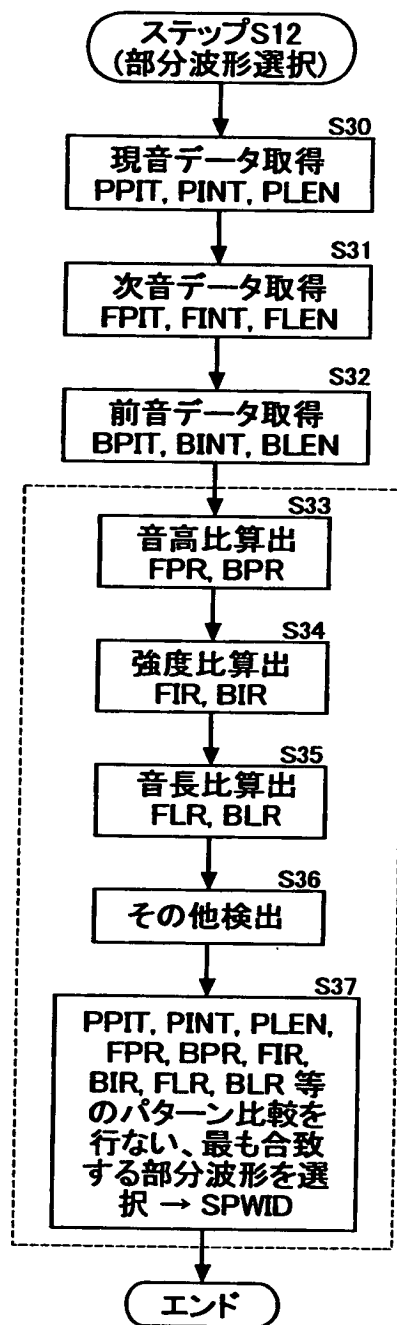 ステップS12
(部分波形選択)
S30
現音データ取得
PPIT, PINT, PLEN
S31
次音データ取得
FPIT, FINT, FLEN
S32
前音データ取得
BPIT, BINT, BLEN
S33
音高比算出
FPR, BPR
S34
強度比算出
FIR, BIR
S35
音長比算出
FLR, BLR
S36
その他検出
S37
PPIT, PINT, PLEN,
FPR, BPR, FIR,
BIR, FLR, BLR 等
のパターン比較を
行ない、最も合致
する部分波形を選
択 → SPWID
エンド